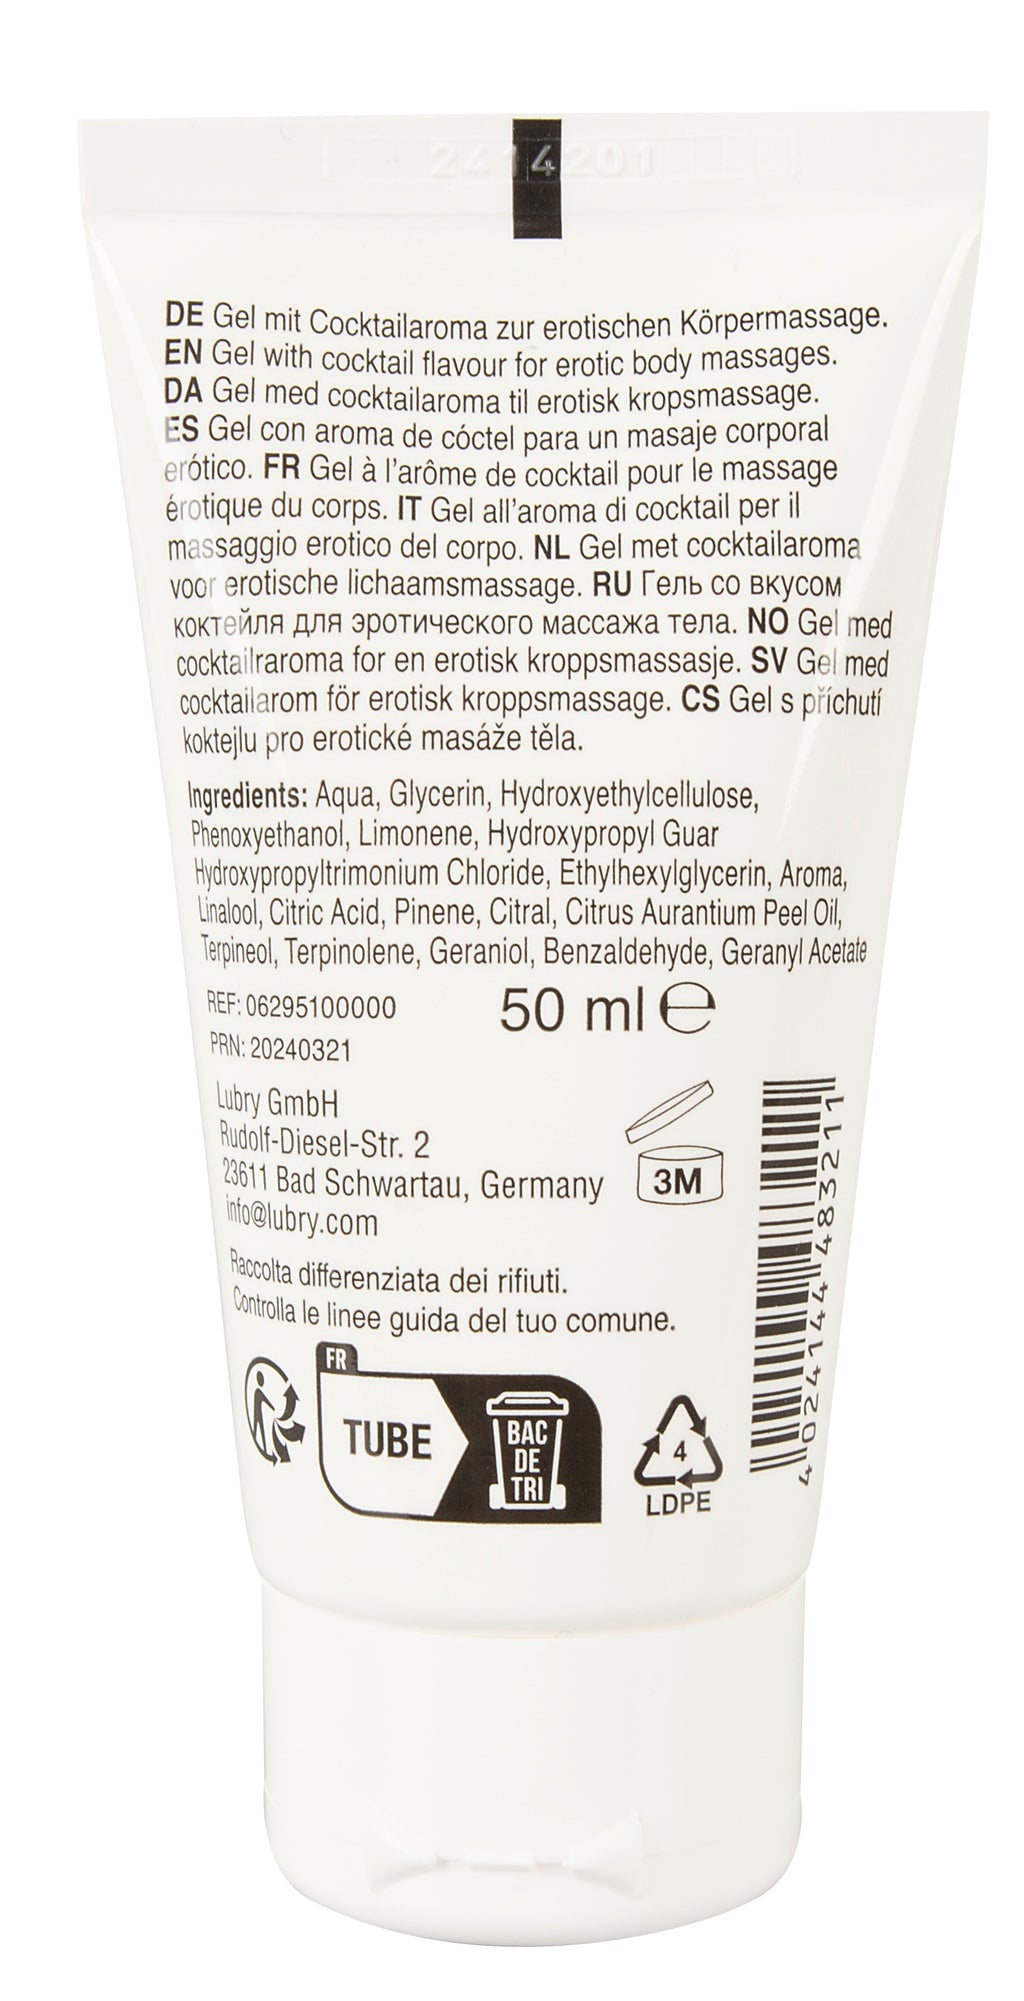 2414201
DE Gel mit Cocktailaroma zur erotischen Körpermassage.
EN Gel with cocktail flavour for erotic body massages.
DA Gel med cocktailaroma til erotisk kropsmassage.
ES Gel con aroma de cóctel para un masaje corporal
erótico. FR Gel à l'arôme de cocktail pour le massage
érotique du corps. IT Gel all'aroma di cocktail per il
massaggio erotico del corpo. NL Gel met cocktailaroma
voor erotische lichaamsmassage. RU Гель со вкусом
коктейля для эротического массажа тела. NO Gel med
cocktailraroma for en erotisk kroppsmassasje. SV Gel med
cocktailarom för erotisk kroppsmassage. CS Gel s příchutí
koktejlu pro erotické masáže těla.
Ingredients: Aqua, Glycerin, Hydroxyethylcellulose,
Phenoxyethanol, Limonene, Hydroxypropyl Guar
Hydroxypropyltrimonium Chloride, Ethylhexylglycerin, Aroma,
Linalool, Citric Acid, Pinene, Citral, Citrus Aurantium Peel Oil,
Terpineol, Terpinolene, Geraniol, Benzaldehyde, Geranyl Acetate
REF: 06295100000
50 ml e
PRN: 20240321
Lubry GmbH
Rudolf-Diesel-Str. 2
23611 Bad Schwartau, Germany
info@lubry.com
3M
4024144483211
Raccolta differenziata dei rifiuti.
Controlla le linee guida del tuo comune.
FR
TUBE
BAC
DE
TRI
4
LDPE